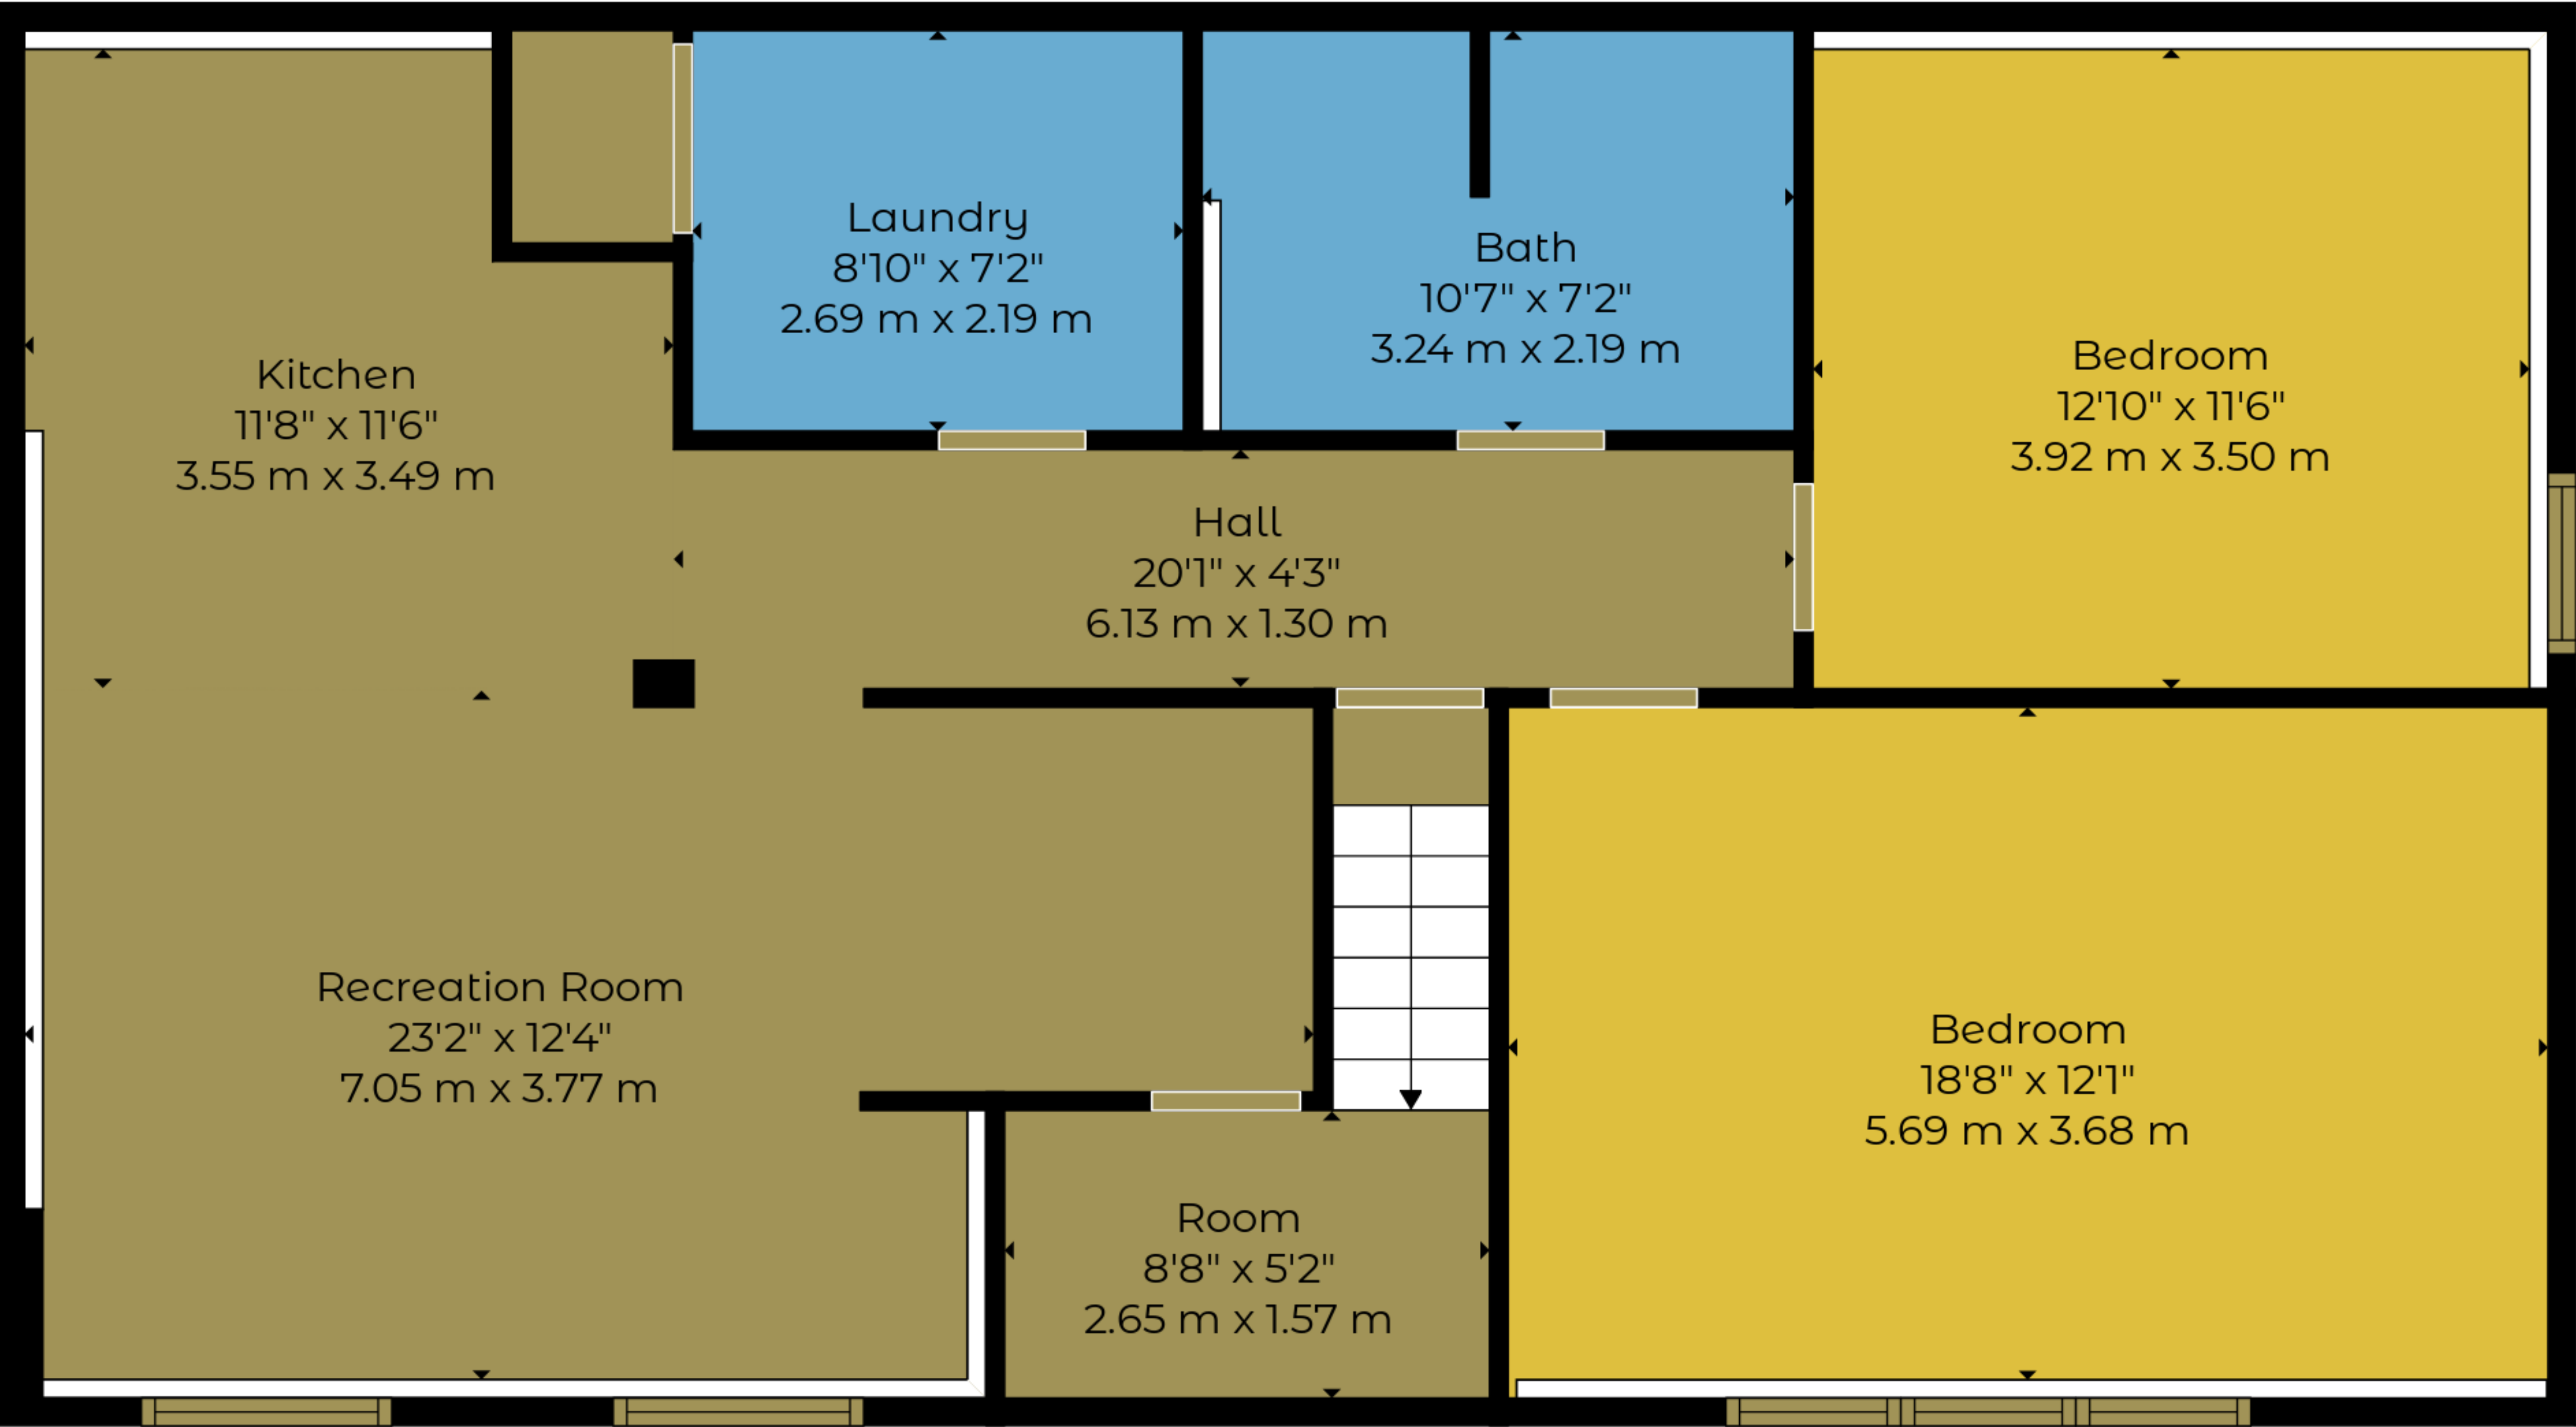 Laundry
8'10" x 7'2"
2.69 m x 2.19 m
Bath
10'7" x 7'2"
3.24 m x 2.19 m
Kitchen
11'8" x 11'6"
3.55 m x 3.49 m
Bedroom
12'10" x 11'6"
3.92 m x 3.50 m
Hall
20'1" x 4'3"
6.13 m x 1.30 m
Recreation Room
23'2" x 12'4"
7.05 m x 3.77 m
Bedroom
18'8" x 12'1"
5.69 m x 3.68 m
Room
8'8" x 5'2"
2.65 m x 1.57 m